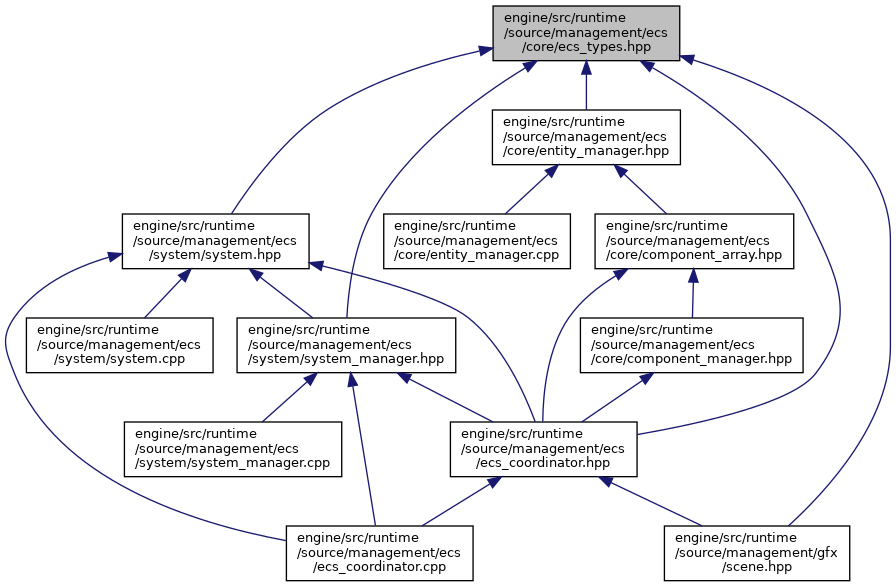 engine/src/runtime
/source/management/ecs
/core/ecs_types.hpp
engine/src/runtime
/source/management/ecs
/core/entity_manager.hpp
engine/src/runtime
/source/management/ecs
/system/system.hpp
engine/src/runtime
/source/management/ecs
/core/entity_manager.cpp
engine/src/runtime
/source/management/ecs
/core/component_array.hpp
engine/src/runtime
/source/management/ecs
/system/system.cpp
engine/src/runtime
/source/management/ecs
/system/system_manager.hpp
engine/src/runtime
/source/management/ecs
/core/component_manager.hpp
engine/src/runtime
/source/management/ecs
/system/system_manager.cpp
engine/src/runtime
/source/management/ecs
/ecs_coordinator.hpp
engine/src/runtime
/source/management/ecs
/ecs_coordinator.cpp
engine/src/runtime
/source/management/gfx
/scene.hpp